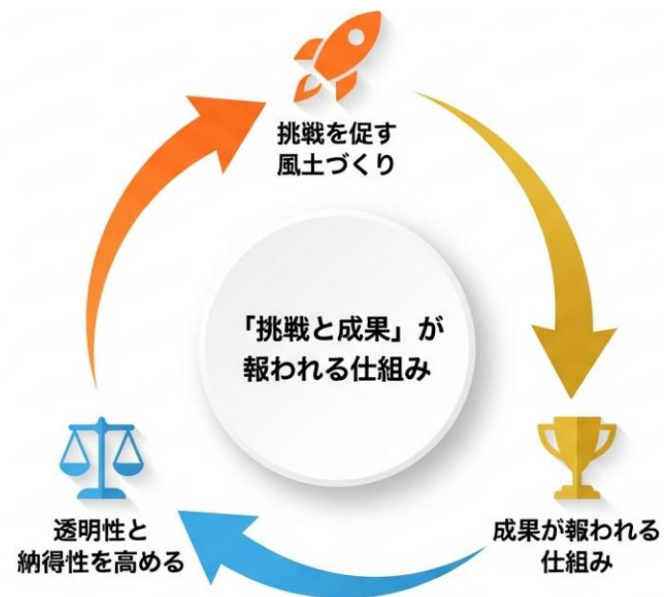 挑戦を促す
風土づくり
「挑戦と成果」が
報われる仕組み
透明性と
納得性を高める
成果が報われる
仕組み